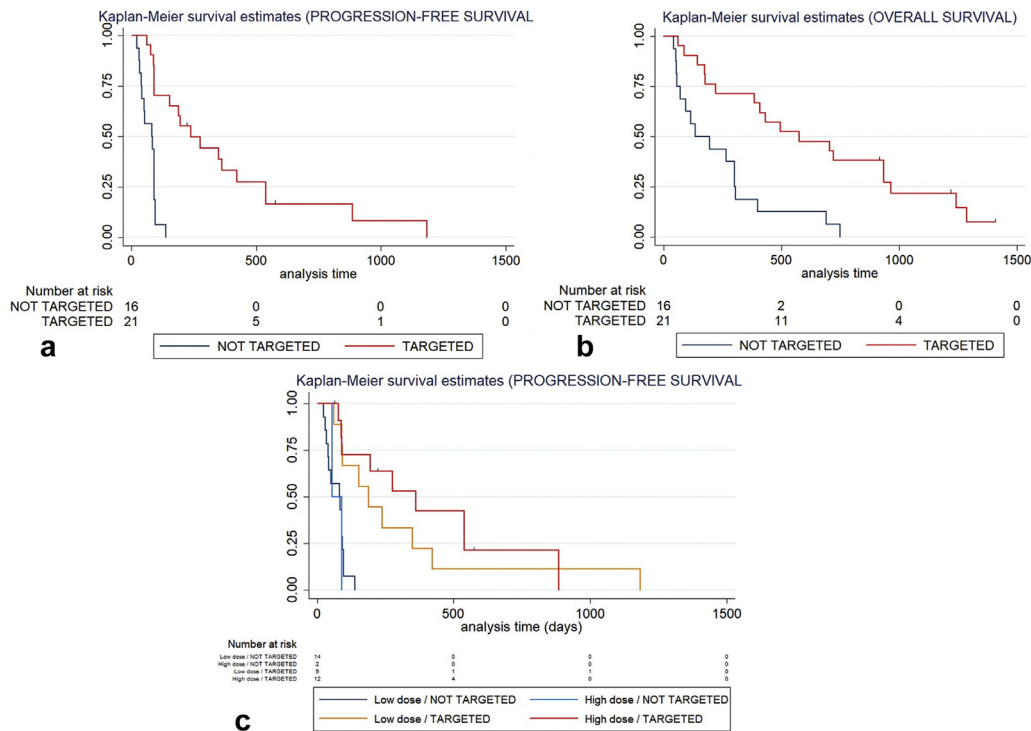 Kaplan-Meier survival estimates (PROGRESSION-FREE SURVIVAL
1.00
0.75
0.50
0.25
0.00
0 500 1000 1500
analysis time
Number at risk
NOT TARGETED 16 0 0 0
TARGETED 21 5 1 0
a
NOT TARGETED TARGETED
Kaplan-Meier survival estimates (OVERALL SURVIVAL)
1.00
0.75
0.50
0.25
0.00
0 500 1000 1500
analysis time
Number at risk
NOT TARGETED 16 2 0 0
TARGETED 21 11 4 0
b
NOT TARGETED TARGETED
Kaplan-Meier survival estimates (PROGRESSION-FREE SURVIVAL
1.00
0.75
0.50
0.25
0.00
0 500 1000 1500
analysis time (days)
Number at risk
Low dose / NOT TARGETED 14 0 0 0
High dose / NOT TARGETED 2 0 0 0
Low dose / TARGETED 9 1 1 0
High dose / TARGETED 12 4 0 0
Low dose / NOT TARGETED High dose / NOT TARGETED
Low dose / TARGETED High dose / TARGETED
c